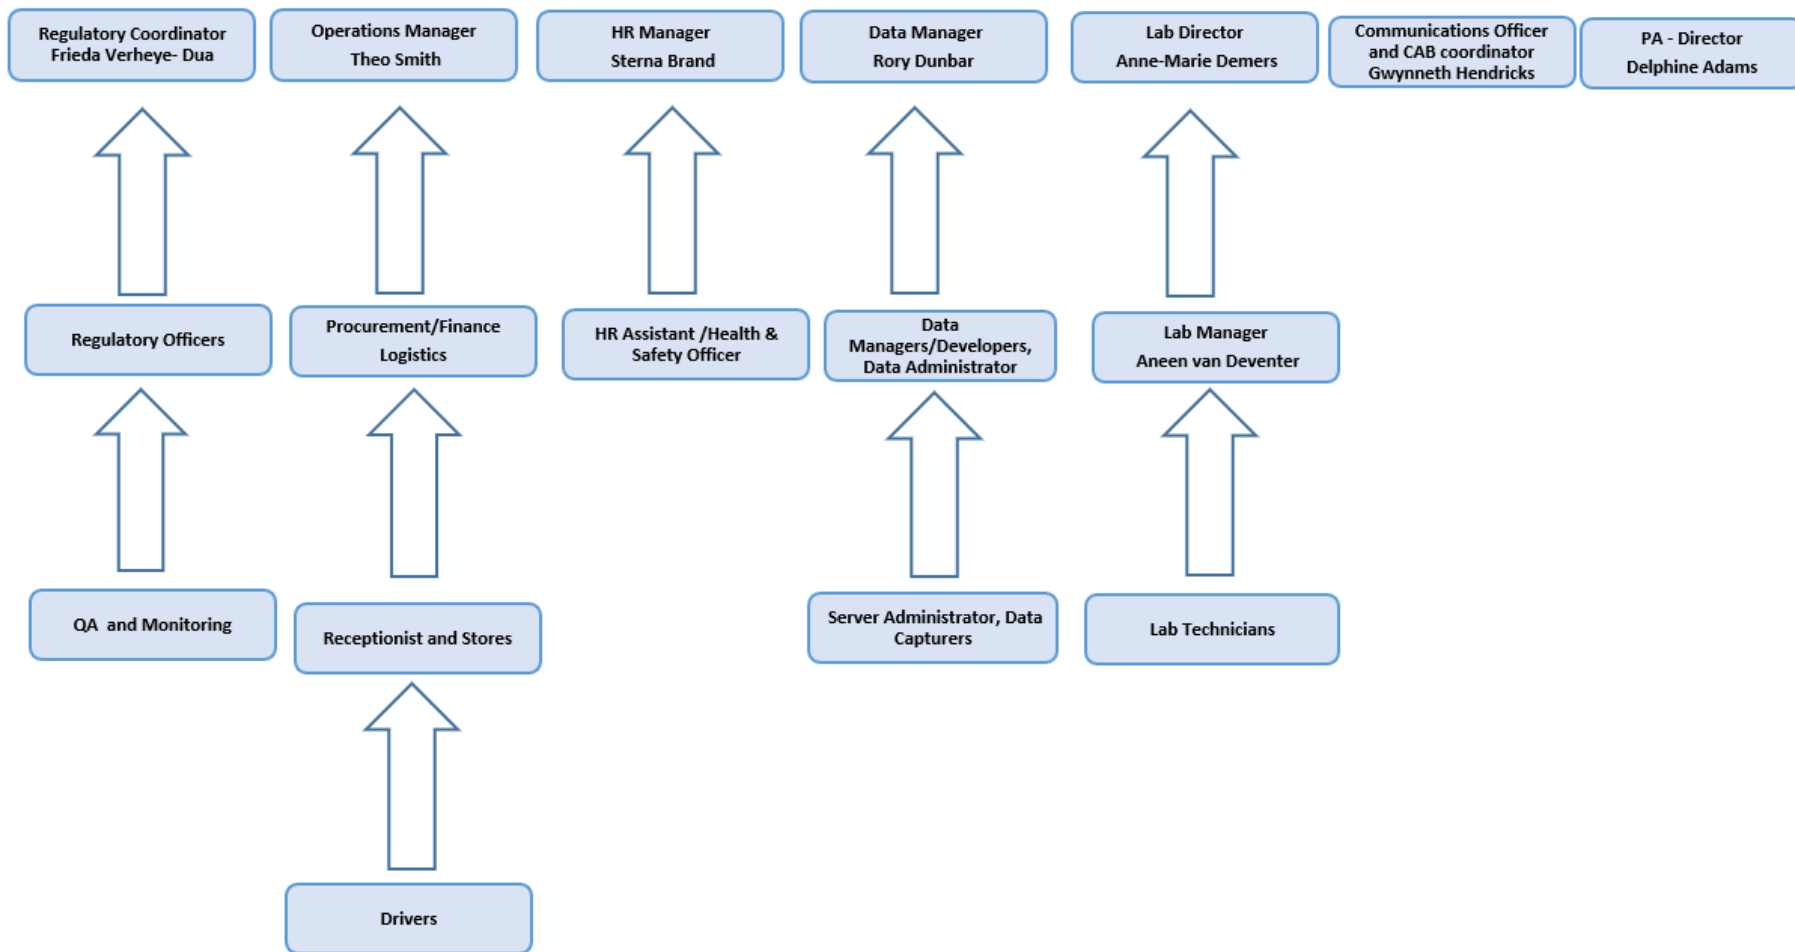 Regulatory Coordinator
Frieda Verheye- Dua
Operations Manager
Theo Smith
HR Manager
Sterna Brand
Data Manager
Rory Dunbar
Lab Director
Anne-Marie Demers
Communications Officer
and CAB coordinator
Gwynneth Hendricks
PA - Director
Delphine Adams
Regulatory Officers
Procurement/Finance
Logistics
HR Assistant /Health &
Safety Officer
Data
Managers/Developers,
Data Administrator
Lab Manager
Aneen van Deventer
QA  and Monitoring
Receptionist and Stores
Server Administrator, Data
Capturers
Lab Technicians
Drivers